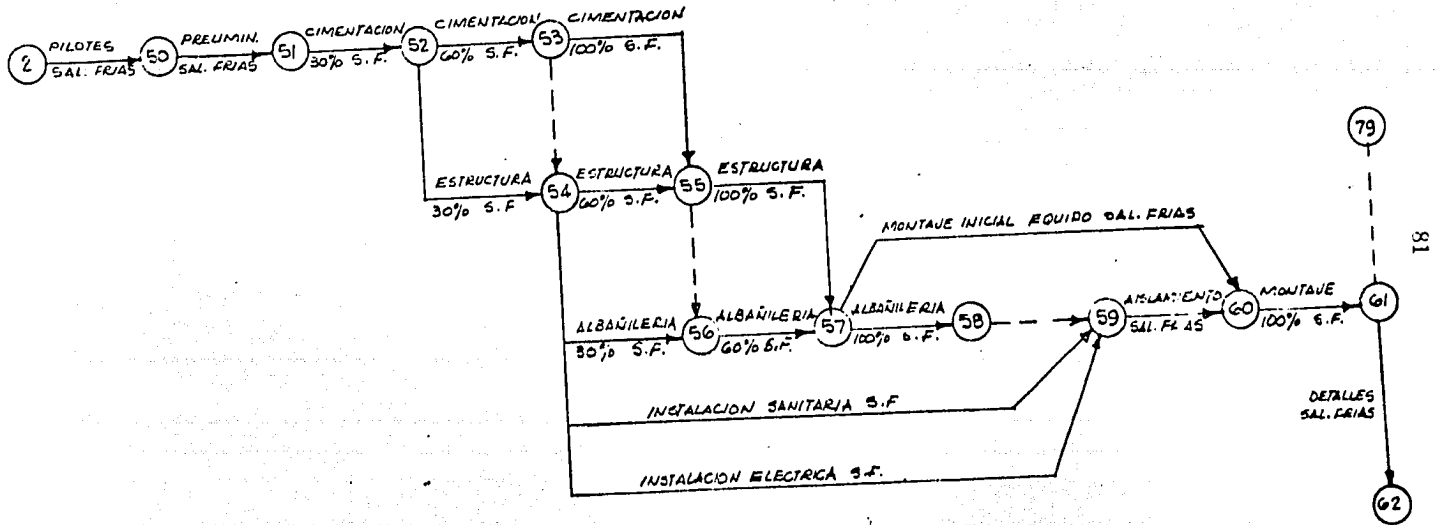 2
PILOTES
SAL. FRIAS
50
PRELIMIN.
SAL. FRIAS
51
CIMENTACION
30% S.F.
52
CIMENTACION
60% S.F.
53
CIMENTACION
100% S.F.
ESTRUCTURA
30% S.F
54
ESTRUCTURA
60% S.F.
55
ESTRUCTURA
100% S.F.
79
81
MONTAJE INICIAL EQUIPO SAL. FRIAS
ALBAÑILERIA
30% S.F.
56
ALBAÑILERIA
60% S.F.
57
ALBAÑILERIA
100% S.F.
58
59
AISLAMIENTO
SAL. FRIAS
60
MONTAJE
100% S.F.
61
INSTALACION SANITARIA S.F
INSTALACION ELECTRICA S.F.
DETALLES
SAL. FRIAS
62